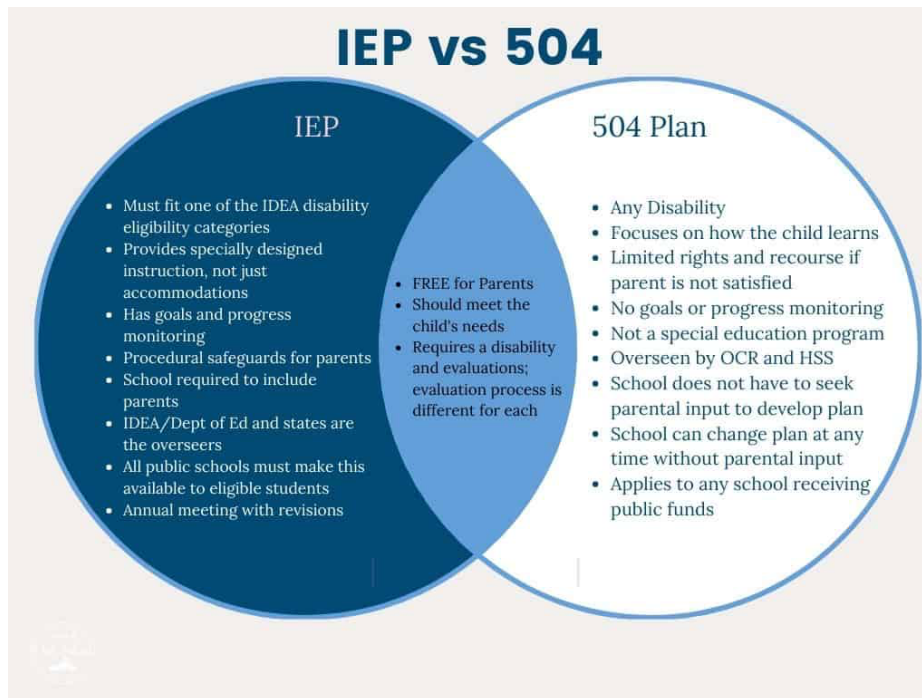 IEP vs 504
IEP
• Must fit one of the IDEA disability
eligibility categories
• Provides specially designed
instruction, not just
accommodations
• Has goals and progress
monitoring
• Procedural safeguards for parents
• School required to include
parents
• IDEA/Dept of Ed and states are
the overseers
• All public schools must make this
available to eligible students
• Annual meeting with revisions
• FREE for Parents
• Should meet the
child's needs
• Requires a disability
and evaluations;
evaluation process is
different for each
504 Plan
• Any Disability
• Focuses on how the child learns
• Limited rights and recourse if
parent is not satisfied
• No goals or progress monitoring
• Not a special education program
• Overseen by OCR and HSS
• School does not have to seek
parental input to develop plan
• School can change plan at any
time without parental input
• Applies to any school receiving
public funds